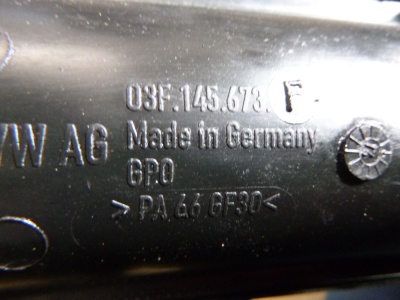 03F.145.673. F
VW AG Made in Germany
GPO
>PA 66 GF30<